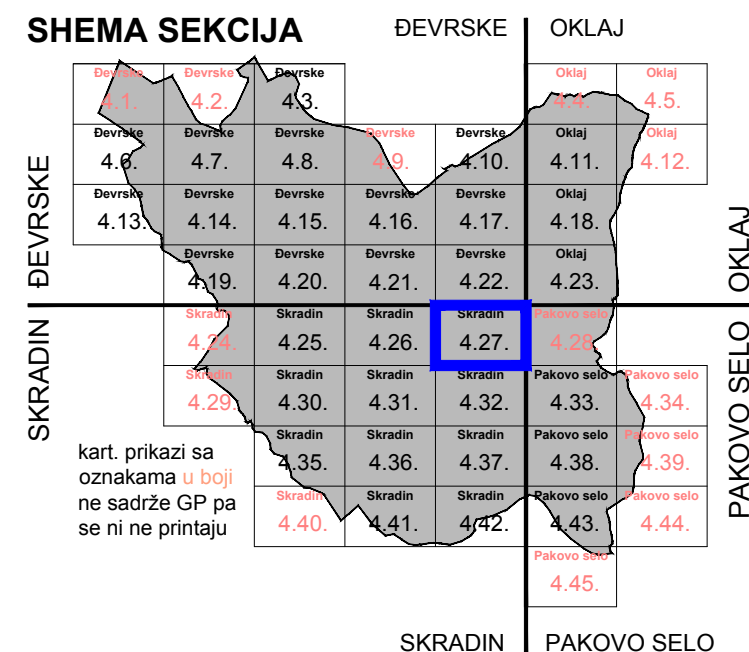 SHEMA SEKCIJA
ĐEVRSKE
OKLAJ
Đevrske
Đevrske
Đevrske
Oklaj
Oklaj
4.1.
4.2.
4.3.
4.4.
4.5.
Đevrske
Đevrske
Đevrske
Đevrske
Đevrske
Oklaj
Oklaj
4.6.
4.7.
4.8.
4.9.
4.10.
4.11.
4.12.
Đevrske
Đevrske
Đevrske
Đevrske
Đevrske
Oklaj
4.13.
4.14.
4.15.
4.16.
4.17.
4.18.
Đevrske
Đevrske
Đevrske
Đevrske
Oklaj
4.19.
4.20.
4.21.
4.22.
4.23.
ĐEVRSKE
OKLAJ
Skradin
Skradin
Skradin
Skradin
Pakovo selo
4.24.
4.25.
4.26.
4.27.
4.28.
Skradin
Skradin
Skradin
Skradin
Pakovo selo
Pakovo selo
4.29.
4.30.
4.31.
4.32.
4.33.
4.34.
Skradin
Skradin
Skradin
Pakovo selo
Pakovo selo
4.35.
4.36.
4.37.
4.38.
4.39.
Skradin
Skradin
Skradin
Pakovo selo
Pakovo selo
4.40.
4.41.
4.42.
4.43.
4.44.
Pakovo selo
4.45.
SKRADIN
PAKOVO SELO
kart. prikazi sa
oznakama u boji
ne sadrže GP pa
se ni ne printaju
SKRADIN
PAKOVO SELO